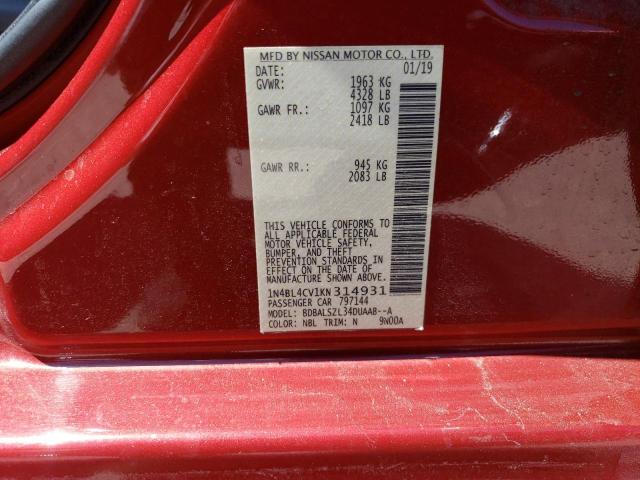 MFD BY NISSAN MOTOR CO., LTD.
DATE: 01/19
GVWR: 1963 KG
4328 LB
GAWR FR.: 1097 KG
2418 LB
GAWR RR.: 945 KG
2083 LB
THIS VEHICLE CONFORMS TO
ALL APPLICABLE FEDERAL
MOTOR VEHICLE SAFETY,
BUMPER, AND THEFT
PREVENTION STANDARDS
IN EFFECT ON THE DATE OF
MANUFACTURE SHOWN ABOVE.
1N4BL4CV1KN314931
PASSENGER CAR 797144
MODEL: BDBALSZL34DUAAB--A
COLOR: NBL TRIM: N 9N00A